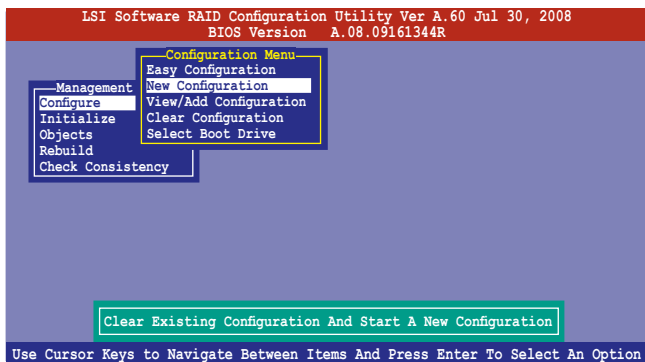 LSI Software RAID Configuration Utility Ver A.60 Jul 30, 2008
BIOS Version A.08.09161344R
Configuration Menu
Easy Configuration
New Configuration
View/Add Configuration
Clear Configuration
Select Boot Drive
Management
Configure
Initialize
Objects
Rebuild
Check Consistency
Clear Existing Configuration And Start A New Configuration
Use Cursor Keys to Navigate Between Items And Press Enter To Select An Option